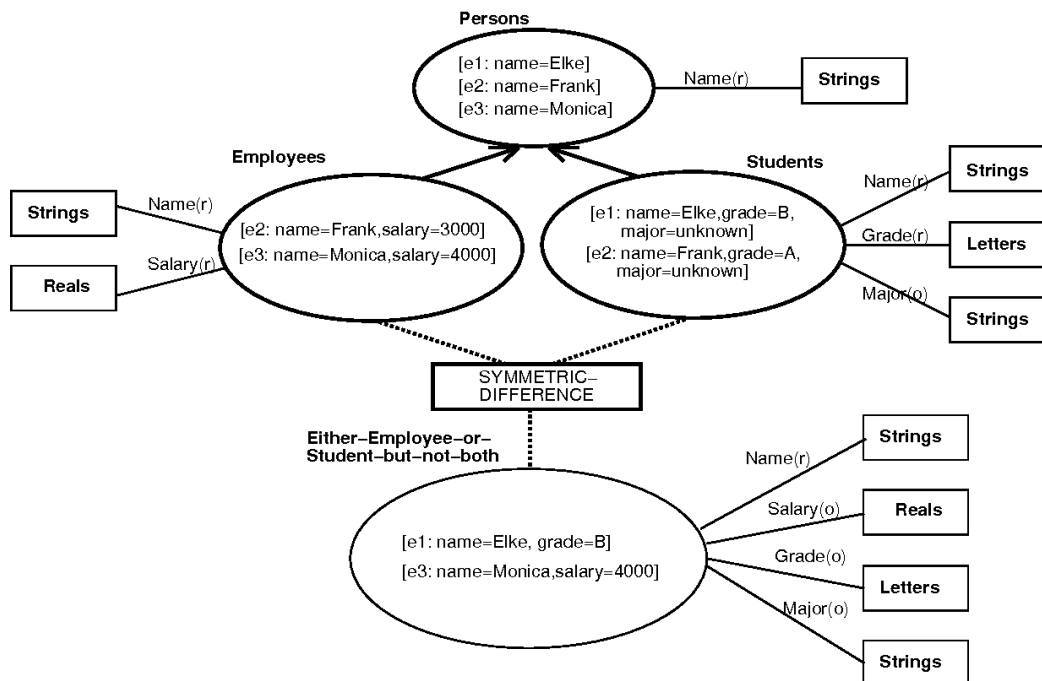 Persons
[e1: name=Elke]
[e2: name=Frank]
[e3: name=Monica]
Name(r)
Strings
Employees
Students
Strings
Name(r)
Salary(r)
Reals
[e2: name=Frank,salary=3000]
[e3: name=Monica,salary=4000]
[e1: name=Elke,grade=B,
major=unknown]
[e2: name=Frank,grade=A,
major=unknown]
Name(r)
Strings
Grade(r)
Letters
Major(o)
Strings
SYMMETRIC–
DIFFERENCE
Either–Employee–or–
Student–but–not–both
[e1: name=Elke, grade=B]
[e3: name=Monica,salary=4000]
Name(r)
Strings
Salary(o)
Reals
Grade(o)
Letters
Major(o)
Strings